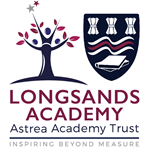 LONGSANDS
ACADEMY
Astrea Academy Trust
INSPIRING BEYOND MEASURE